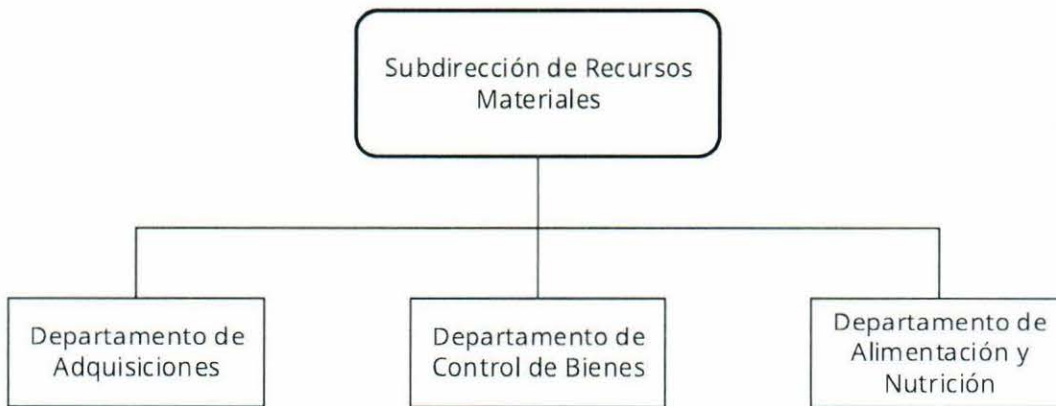 Subdirección de Recursos
Materiales
Departamento de
Adquisiciones
Departamento de
Control de Bienes
Departamento de
Alimentación y
Nutrición